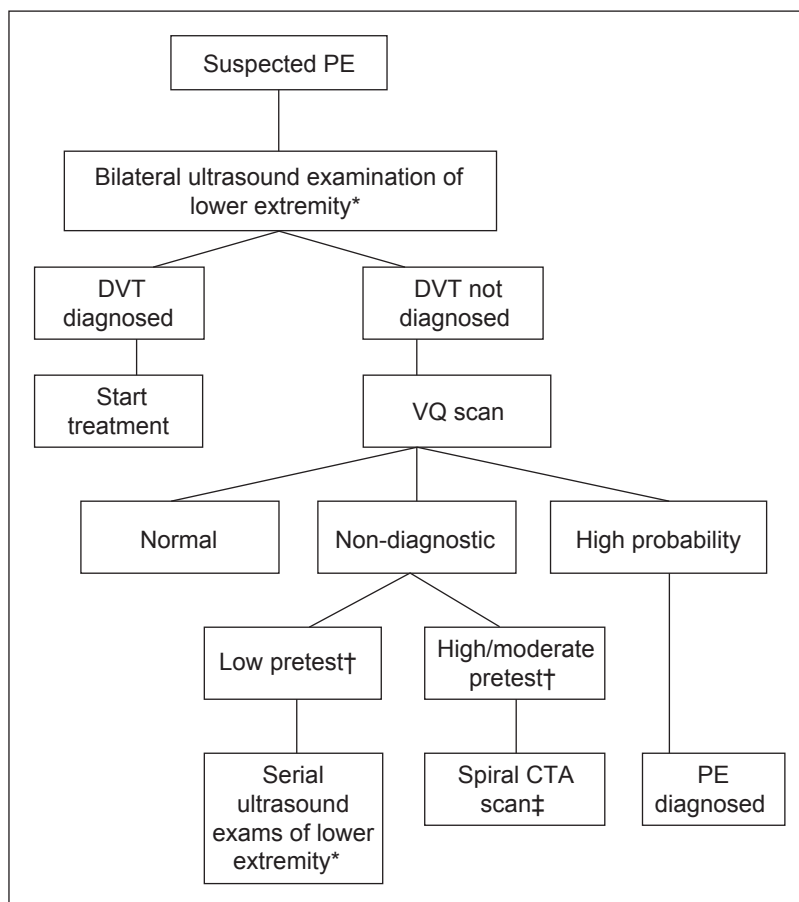 Suspected PE
Bilateral ultrasound examination of
lower extremity*
DVT
diagnosed
DVT not
diagnosed
Start
treatment
VQ scan
Normal
Non-diagnostic
High probability
Low pretest†
High/moderate
pretest†
Serial
ultrasound
exams of lower
extremity*
Spiral CTA
scan‡
PE
diagnosed